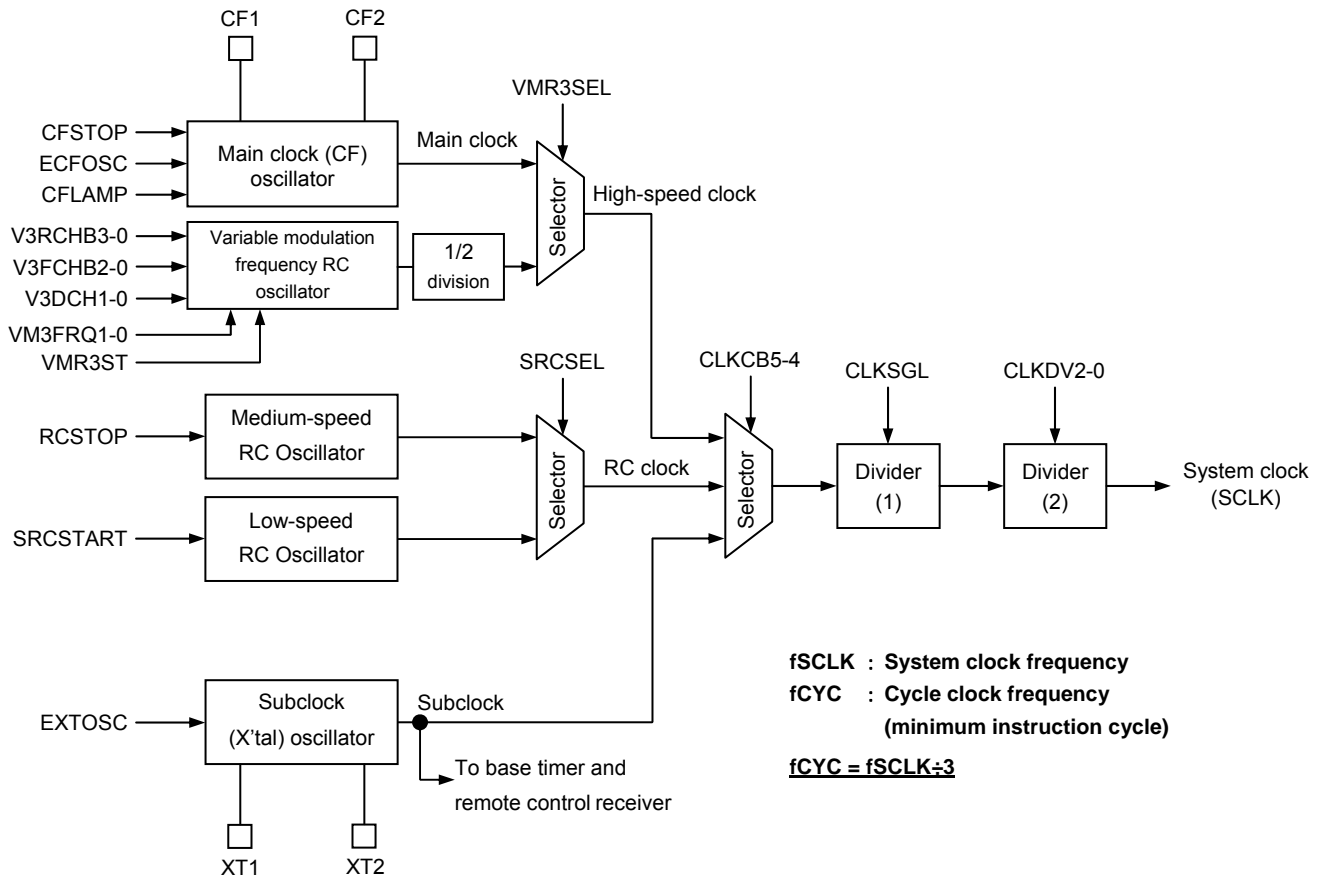 CF1
CF2
VMR3SEL
CFSTOP
ECFOSC
CFLAMP
Main clock (CF)
oscillator
Main clock
Selector
High-speed clock
V3RCHB3-0
V3FCHB2-0
V3DCH1-0
VM3FRQ1-0
VMR3ST
Variable modulation
frequency RC
oscillator
1/2
division
SRCSEL
CLKCB5-4
CLKSGL
CLKDV2-0
RCSTOP
Medium-speed
RC Oscillator
SRCSTART
Low-speed
RC Oscillator
Selector
RC clock
Selector
Divider
(1)
Divider
(2)
System clock
(SCLK)
EXTOSC
Subclock
(X'tal) oscillator
Subclock
To base timer and
remote control receiver
XT1
XT2
fSCLK : System clock frequency
fCYC : Cycle clock frequency
(minimum instruction cycle)
fCYC = fSCLK÷3